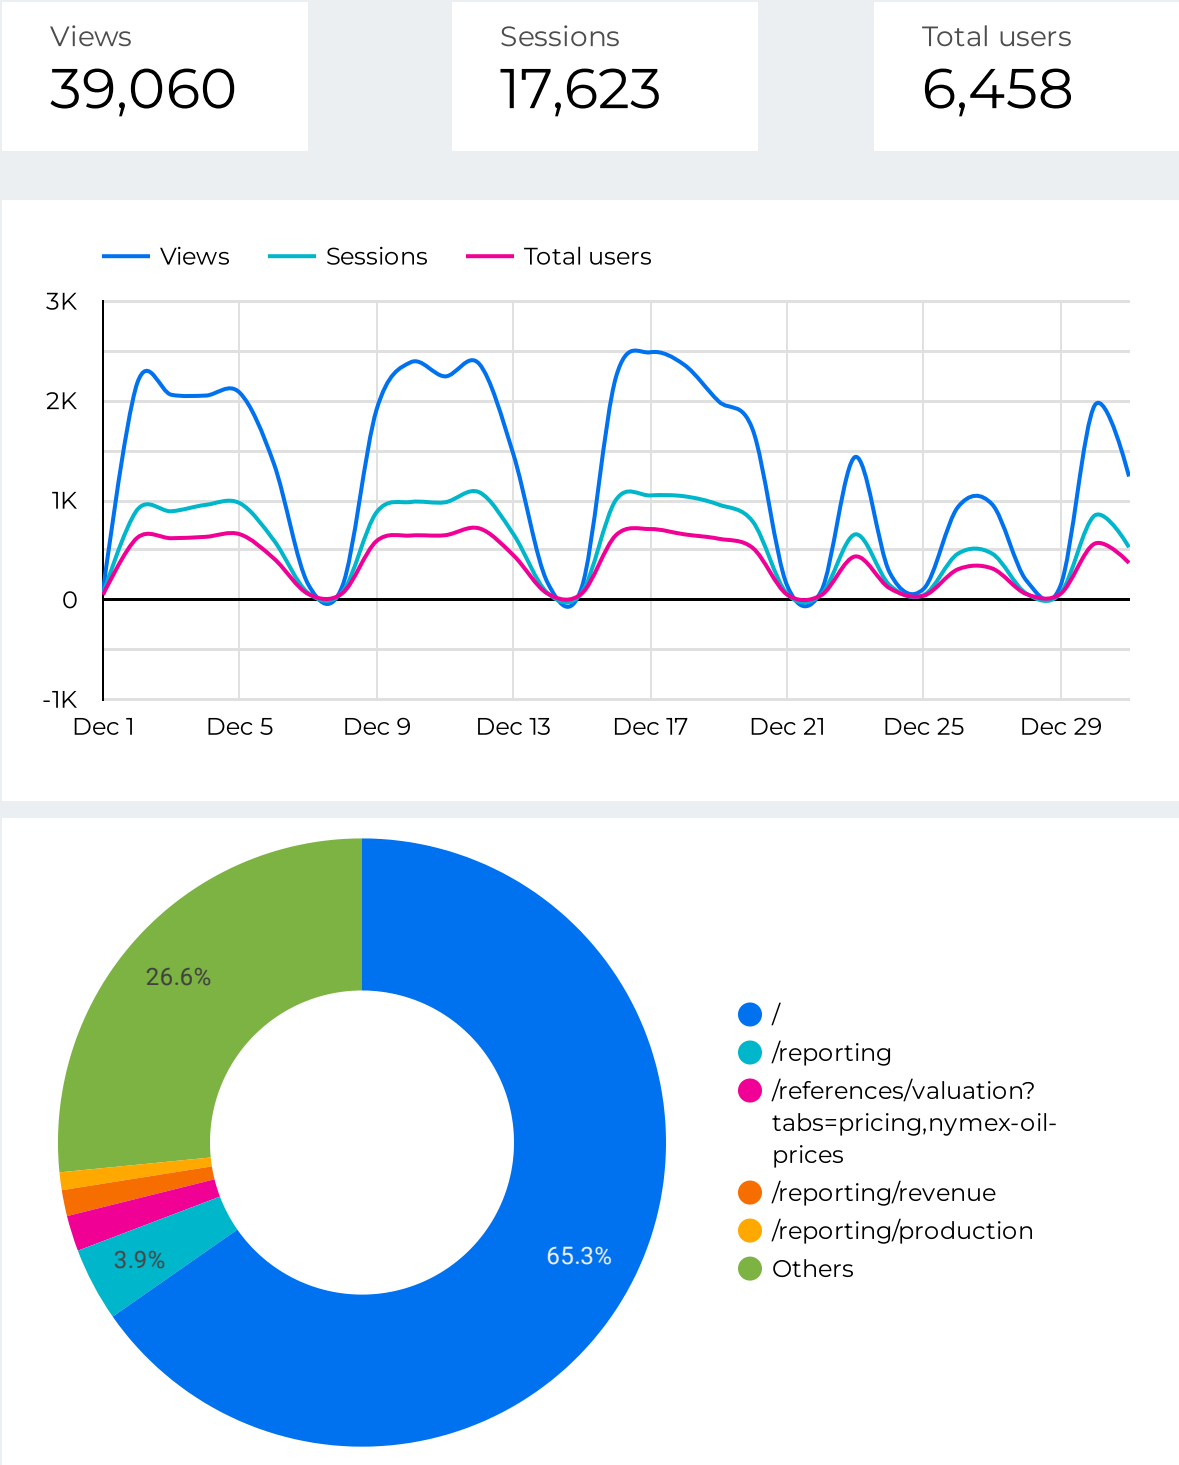 Views
39,060
Sessions
17,623
Total users
6,458
Views
Sessions
Total users
3K
2K
1K
0
-1K
Dec 1
Dec 5
Dec 9
Dec 13
Dec 17
Dec 21
Dec 25
Dec 29
26.6%
3.9%
65.3%
/
/reporting
/references/valuation?
tabs=pricing,nymex-oil-
prices
/reporting/revenue
/reporting/production
Others